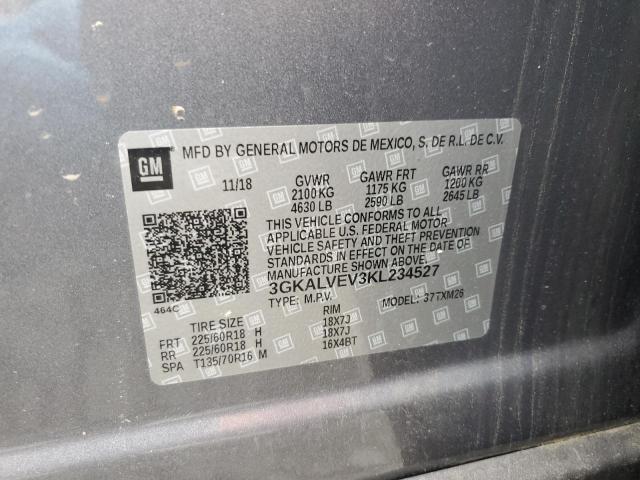 GM MFD BY GENERAL MOTORS DE MEXICO, S. DE R.L. DE C.V.
11/18 GVWR GAWR FRT GAWR RR
2100 KG 1175 KG 1200 KG
4630 LB 2590 LB 2645 LB
THIS VEHICLE CONFORMS TO ALL
APPLICABLE U.S. FEDERAL MOTOR
VEHICLE SAFETY AND THEFT PREVENTION
STANDARDS IN EFFECT ON THE DATE OF
MANUFACTURE SHOWN ABOVE.
3GKALVEV3KL234527
464C
TYPE: M.P.V. MODEL: 37TXM26
TIRE SIZE RIM
FRT 225/60R18 H 18X7J
RR 225/60R18 H 18X7J
SPA T135/70R16 M 16X4BT